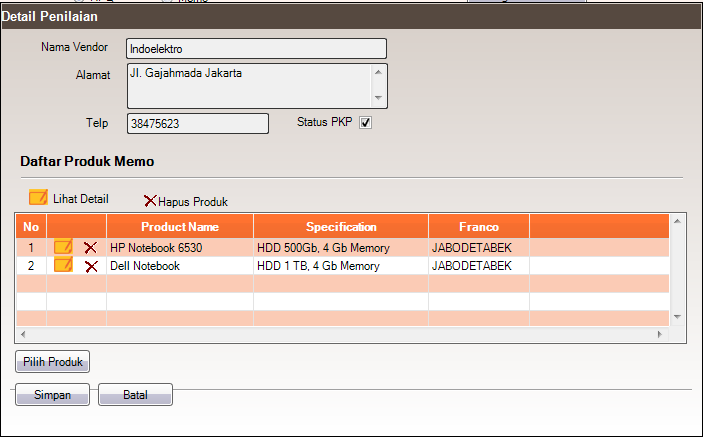 Detail Penilaian
Nama Vendor Indoelektro
Alamat Jl. Gajahmada Jakarta
Telp 38475623 Status PKP
Daftar Produk Memo
Lihat Detail Hapus Produk
No Product Name Specification Franco
1 HP Notebook 6530 HDD 500Gb, 4 Gb Memory JABODETABEK
2 Dell Notebook HDD 1 TB, 4 Gb Memory JABODETABEK
Pilih Produk
Simpan Batal